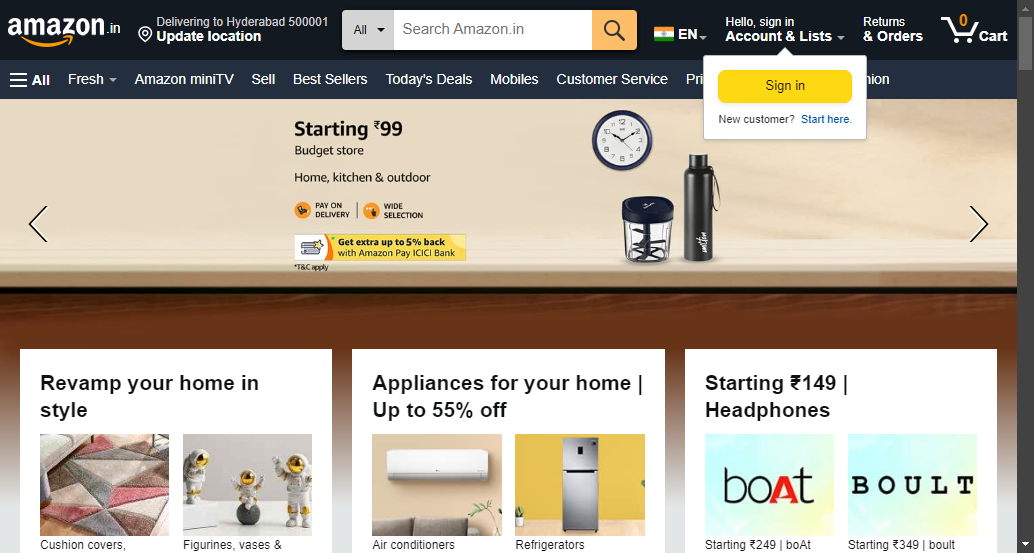 amazon.in
Delivering to Hyderabad 500001
Update location
All
Search Amazon.in
EN
Hello, sign in
Account & Lists
Returns
& Orders
0
Cart
All
Fresh
Amazon miniTV
Sell
Best Sellers
Today's Deals
Mobiles
Customer Service
Sign in
New customer? Start here.
Starting ₹99
Budget store
Home, kitchen & outdoor
PAY ON
DELIVERY
WIDE
SELECTION
Get extra up to 5% back
with Amazon Pay ICICI Bank
*T&C apply
Revamp your home in
style
Cushion covers,
Figurines, vases &
Appliances for your home |
Up to 55% off
Air conditioners
Refrigerators
Starting ₹149 |
Headphones
boAt
BOULT
Starting ₹249 | boAt
Starting ₹349 | boult